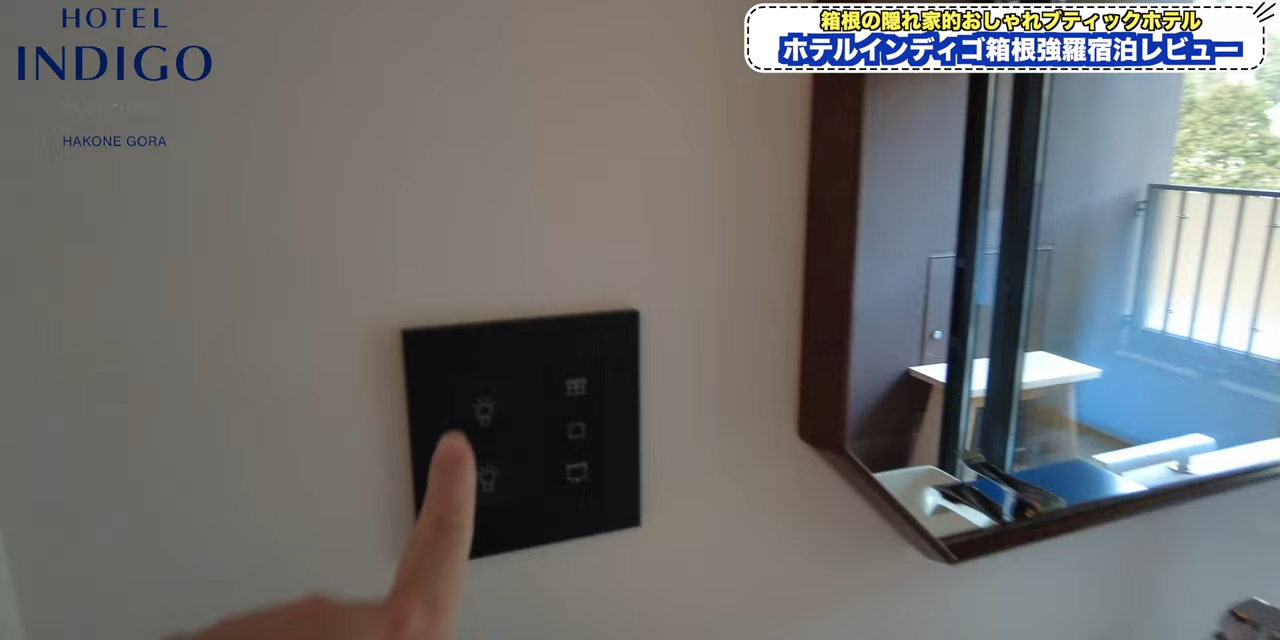 HOTEL
INDIGO
HAKONE GORA
箱根の隠れ家的おしゃれブティックホテル
ホテルインディゴ箱根強羅宿泊レビュー